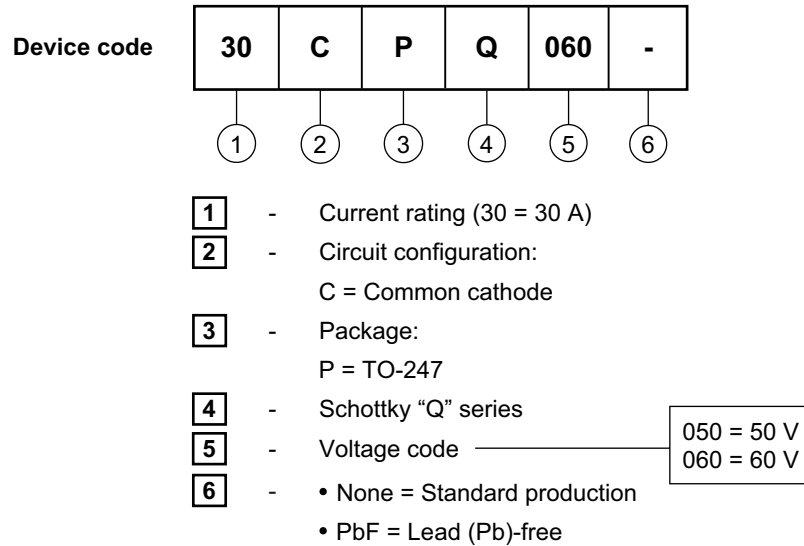 Device code 30 C P Q 060 -
1 2 3 4 5 6
1 - Current rating (30 = 30 A)
2 - Circuit configuration:
C = Common cathode
3 - Package:
P = TO-247
4 - Schottky “Q” series
5 - Voltage code
050 = 50 V
060 = 60 V
6 - • None = Standard production
• PbF = Lead (Pb)-free